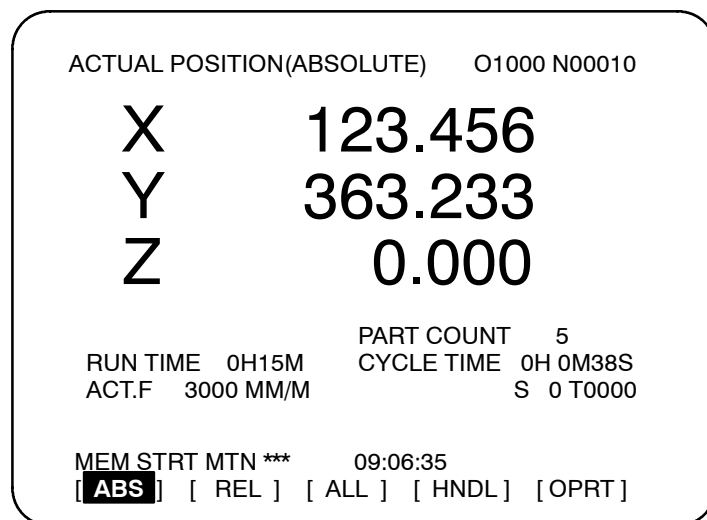 ACTUAL POSITION(ABSOLUTE) O1000 N00010
X 123.456
Y 363.233
Z 0.000
PART COUNT 5
RUN TIME 0H15M CYCLE TIME 0H 0M38S
ACT.F 3000 MM/M S 0 T0000
MEM STRT MTN *** 09:06:35
[ ABS ] [ REL ] [ ALL ] [ HNDL ] [ OPRT ]